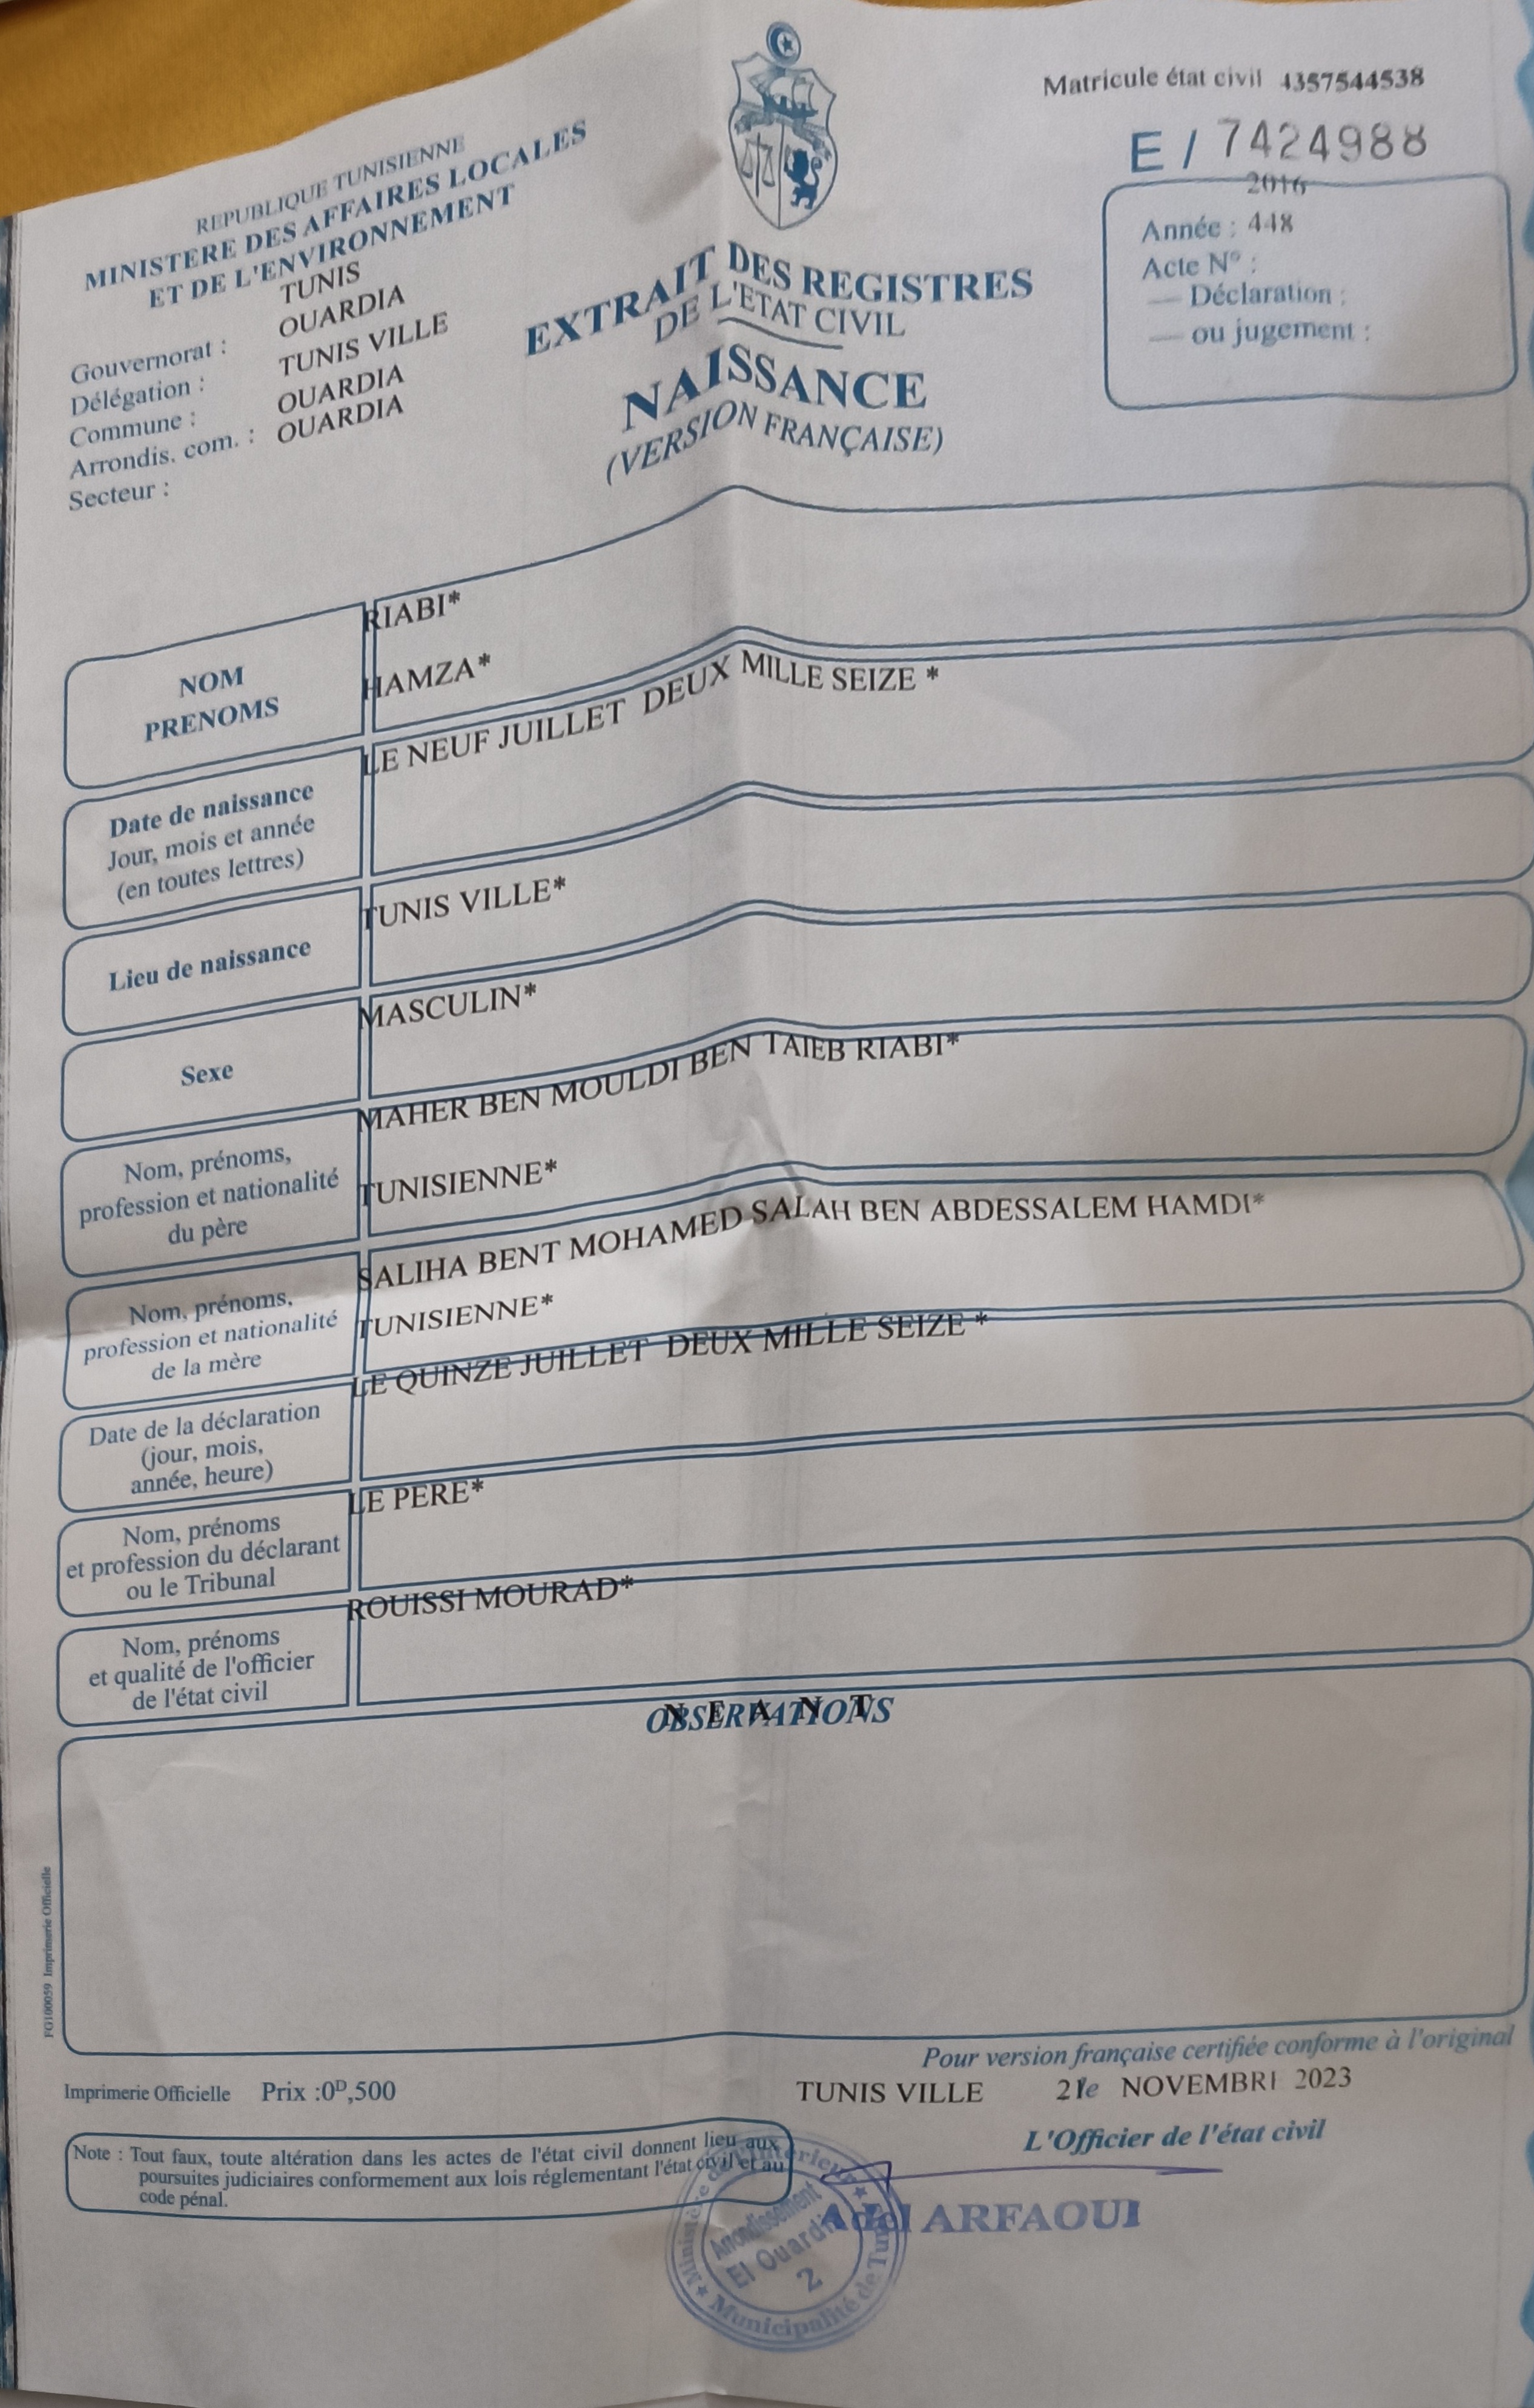 Matricule état civil 4357544538
E / 7424988
REPUBLIQUE TUNISIENNE
MINISTERE DES AFFAIRES LOCALES
ET DE L'ENVIRONNEMENT
TUNIS
OUARDIA
Gouvernorat :
TUNIS VILLE
Délégation :
OUARDIA
Commune :
OUARDIA
Arrondis. com. :
Secteur :
EXTRAIT DES REGISTRES
DE L'ETAT CIVIL
NAISSANCE
(VERSION FRANÇAISE)
2016
Année : 448
Acte N° :
— Déclaration :
— ou jugement :
NOM
PRENOMS
RIABI*
HAMZA*
Date de naissance
Jour, mois et année
(en toutes lettres)
LE NEUF JUILLET DEUX MILLE SEIZE *
Lieu de naissance
TUNIS VILLE*
Sexe
MASCULIN*
Nom, prénoms,
profession et nationalité
du père
MAHER BEN MOULDI BEN TAIEB RIABI*
TUNISIENNE*
Nom, prénoms,
profession et nationalité
de la mère
SALIHA BENT MOHAMED SALAH BEN ABDESSALEM HAMDI*
TUNISIENNE*
Date de la déclaration
(jour, mois,
année, heure)
LE QUINZE JUILLET DEUX MILLE SEIZE *
Nom, prénoms
et profession du déclarant
ou le Tribunal
LE PERE*
Nom, prénoms
et qualité de l'officier
de l'état civil
ROUISSI MOURAD*
OBSERVATIONS
N E A N T
FG100059 Imprimerie Officielle
Pour version française certifiée conforme à l'original
Imprimerie Officielle Prix :0D,500
TUNIS VILLE le NOVEMBRE 2023
L'Officier de l'état civil
Note : Tout faux, toute altération dans les actes de l'état civil donnent lieu aux
poursuites judiciaires conformement aux lois réglementant l'état civil et au
code pénal.
Adel ARFAOUI
Ministère de l'Intérieur
Arrondissement
El Ouardia
2
Municipalité de Tunis